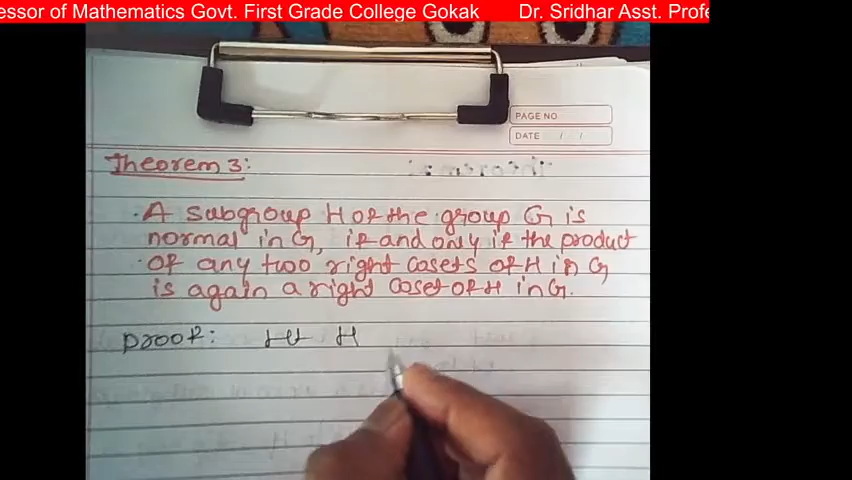 essor of Mathematics Govt. First Grade College Gokak Dr. Sridhar Asst. Profe
PAGE NO
DATE / /
Theorem 3:
A subgroup H of the group G is
normal in G, if and only if the product
of any two right cosets of H in G
is again a right coset of H in G.
Proof: Let H